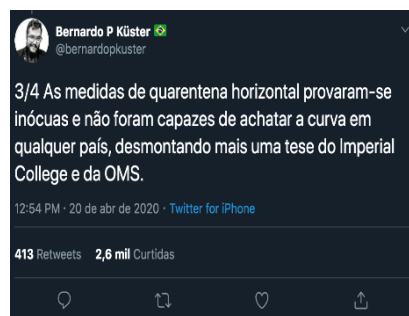 Bernardo P Küster 🇧🇷
@bernardopkuster
3/4 As medidas de quarentena horizontal provaram-se
inócuas e não foram capazes de achatar a curva em
qualquer país, desmontando mais uma tese do Imperial
College e da OMS.
12:54 PM · 20 de abr de 2020 · Twitter for iPhone
413 Retweets 2,6 mil Curtidas